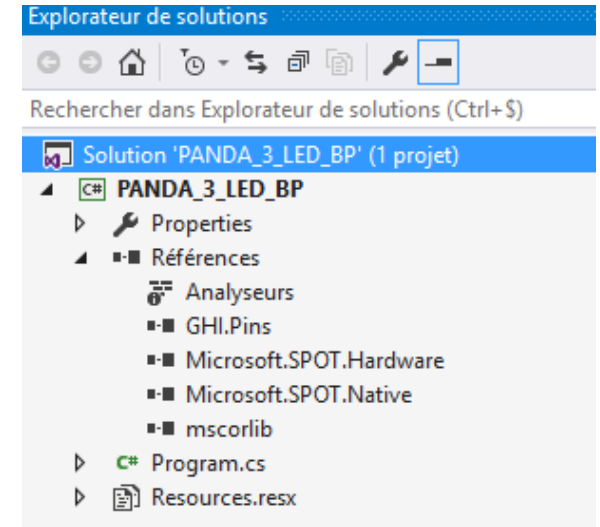 Explorateur de solutions
Rechercher dans Explorateur de solutions (Ctrl+$)
Solution 'PANDA_3_LED_BP' (1 projet)
C# PANDA_3_LED_BP
Properties
Références
Analyseurs
GHI.Pins
Microsoft.SPOT.Hardware
Microsoft.SPOT.Native
mscorlib
C# Program.cs
Resources.resx